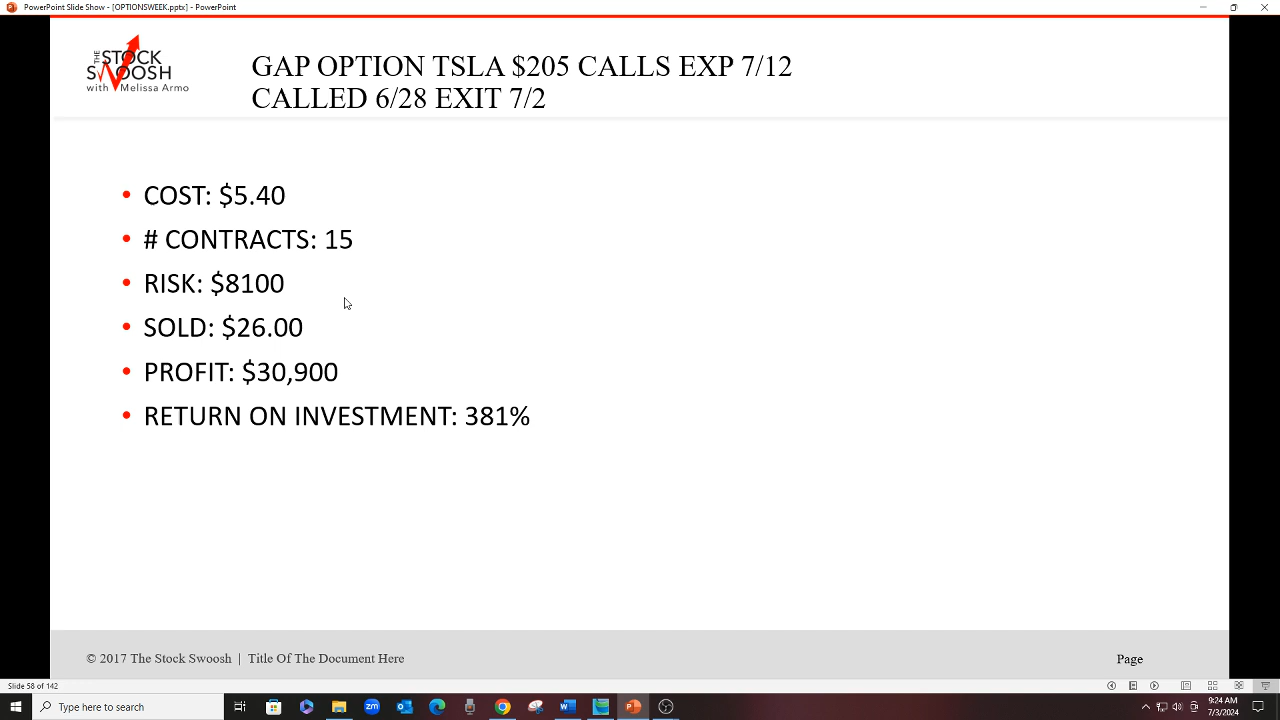 PowerPoint Slide Show - [OPTIONSWEEK.pptx] - PowerPoint
THE STOCK
SWOOSH
with Melissa Armo
GAP OPTION TSLA $205 CALLS EXP 7/12
CALLED 6/28 EXIT 7/2
• COST: $5.40
• # CONTRACTS: 15
• RISK: $8100
• SOLD: $26.00
• PROFIT: $30,900
• RETURN ON INVESTMENT: 381%
© 2017 The Stock Swoosh | Title Of The Document Here
Page
Slide 58 of 142
Type here to search
zm
9:24 AM
7/3/2024